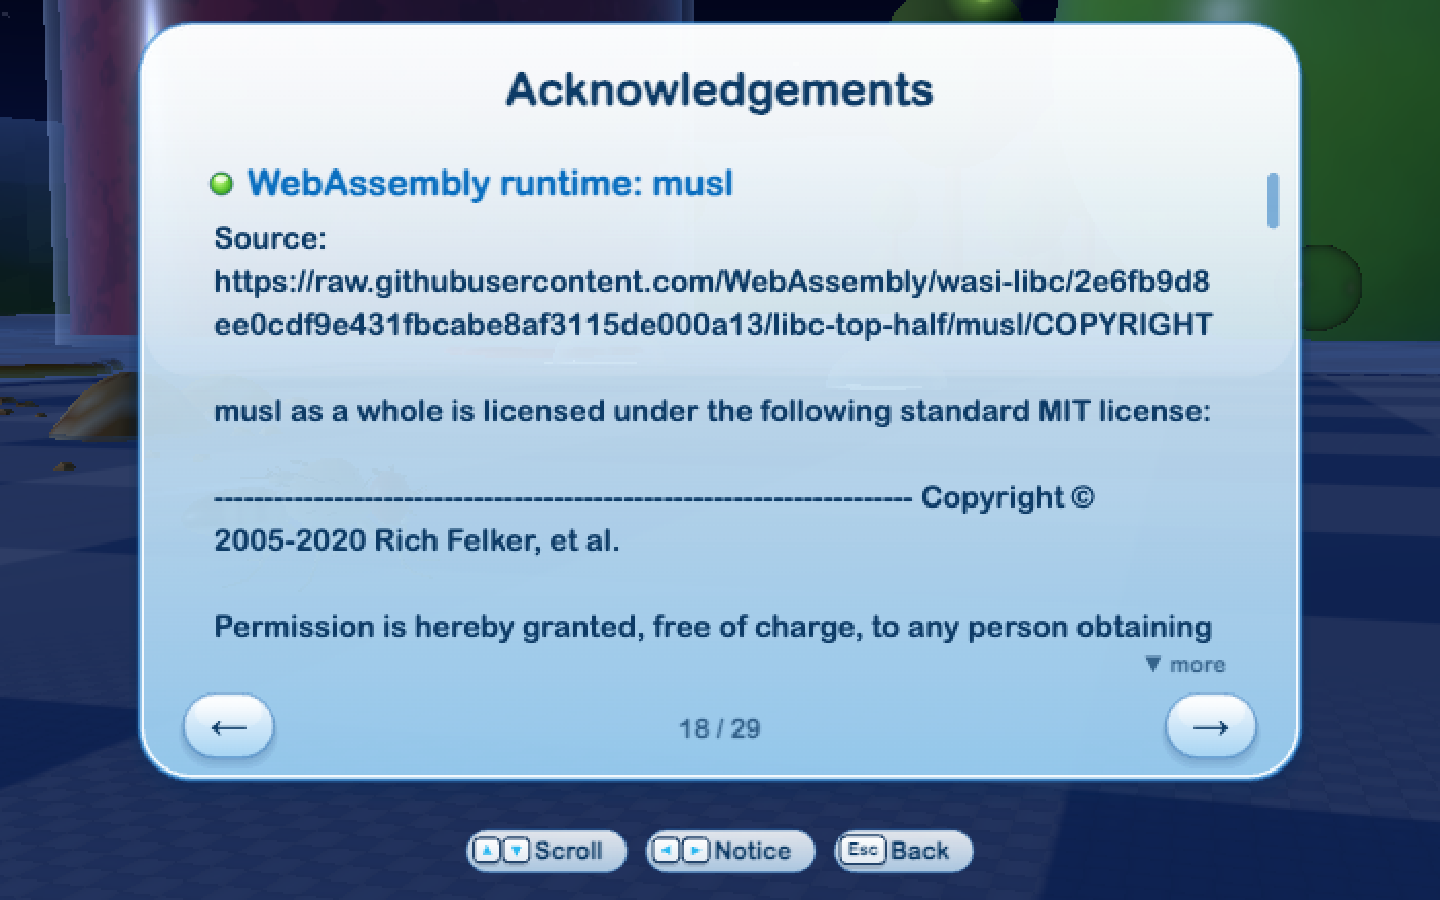 Acknowledgements
WebAssembly runtime: musl
Source:
https://raw.githubusercontent.com/WebAssembly/wasi-libc/2e6fb9d8
ee0cdf9e431fbcabe8af3115de000a13/libc-top-half/musl/COPYRIGHT
musl as a whole is licensed under the following standard MIT license:
---------------------------------------------------------------------- Copyright ©
2005-2020 Rich Felker, et al.
Permission is hereby granted, free of charge, to any person obtaining
▼ more
← 18 / 29 →
▲ ▼ Scroll ◄ ► Notice Esc Back